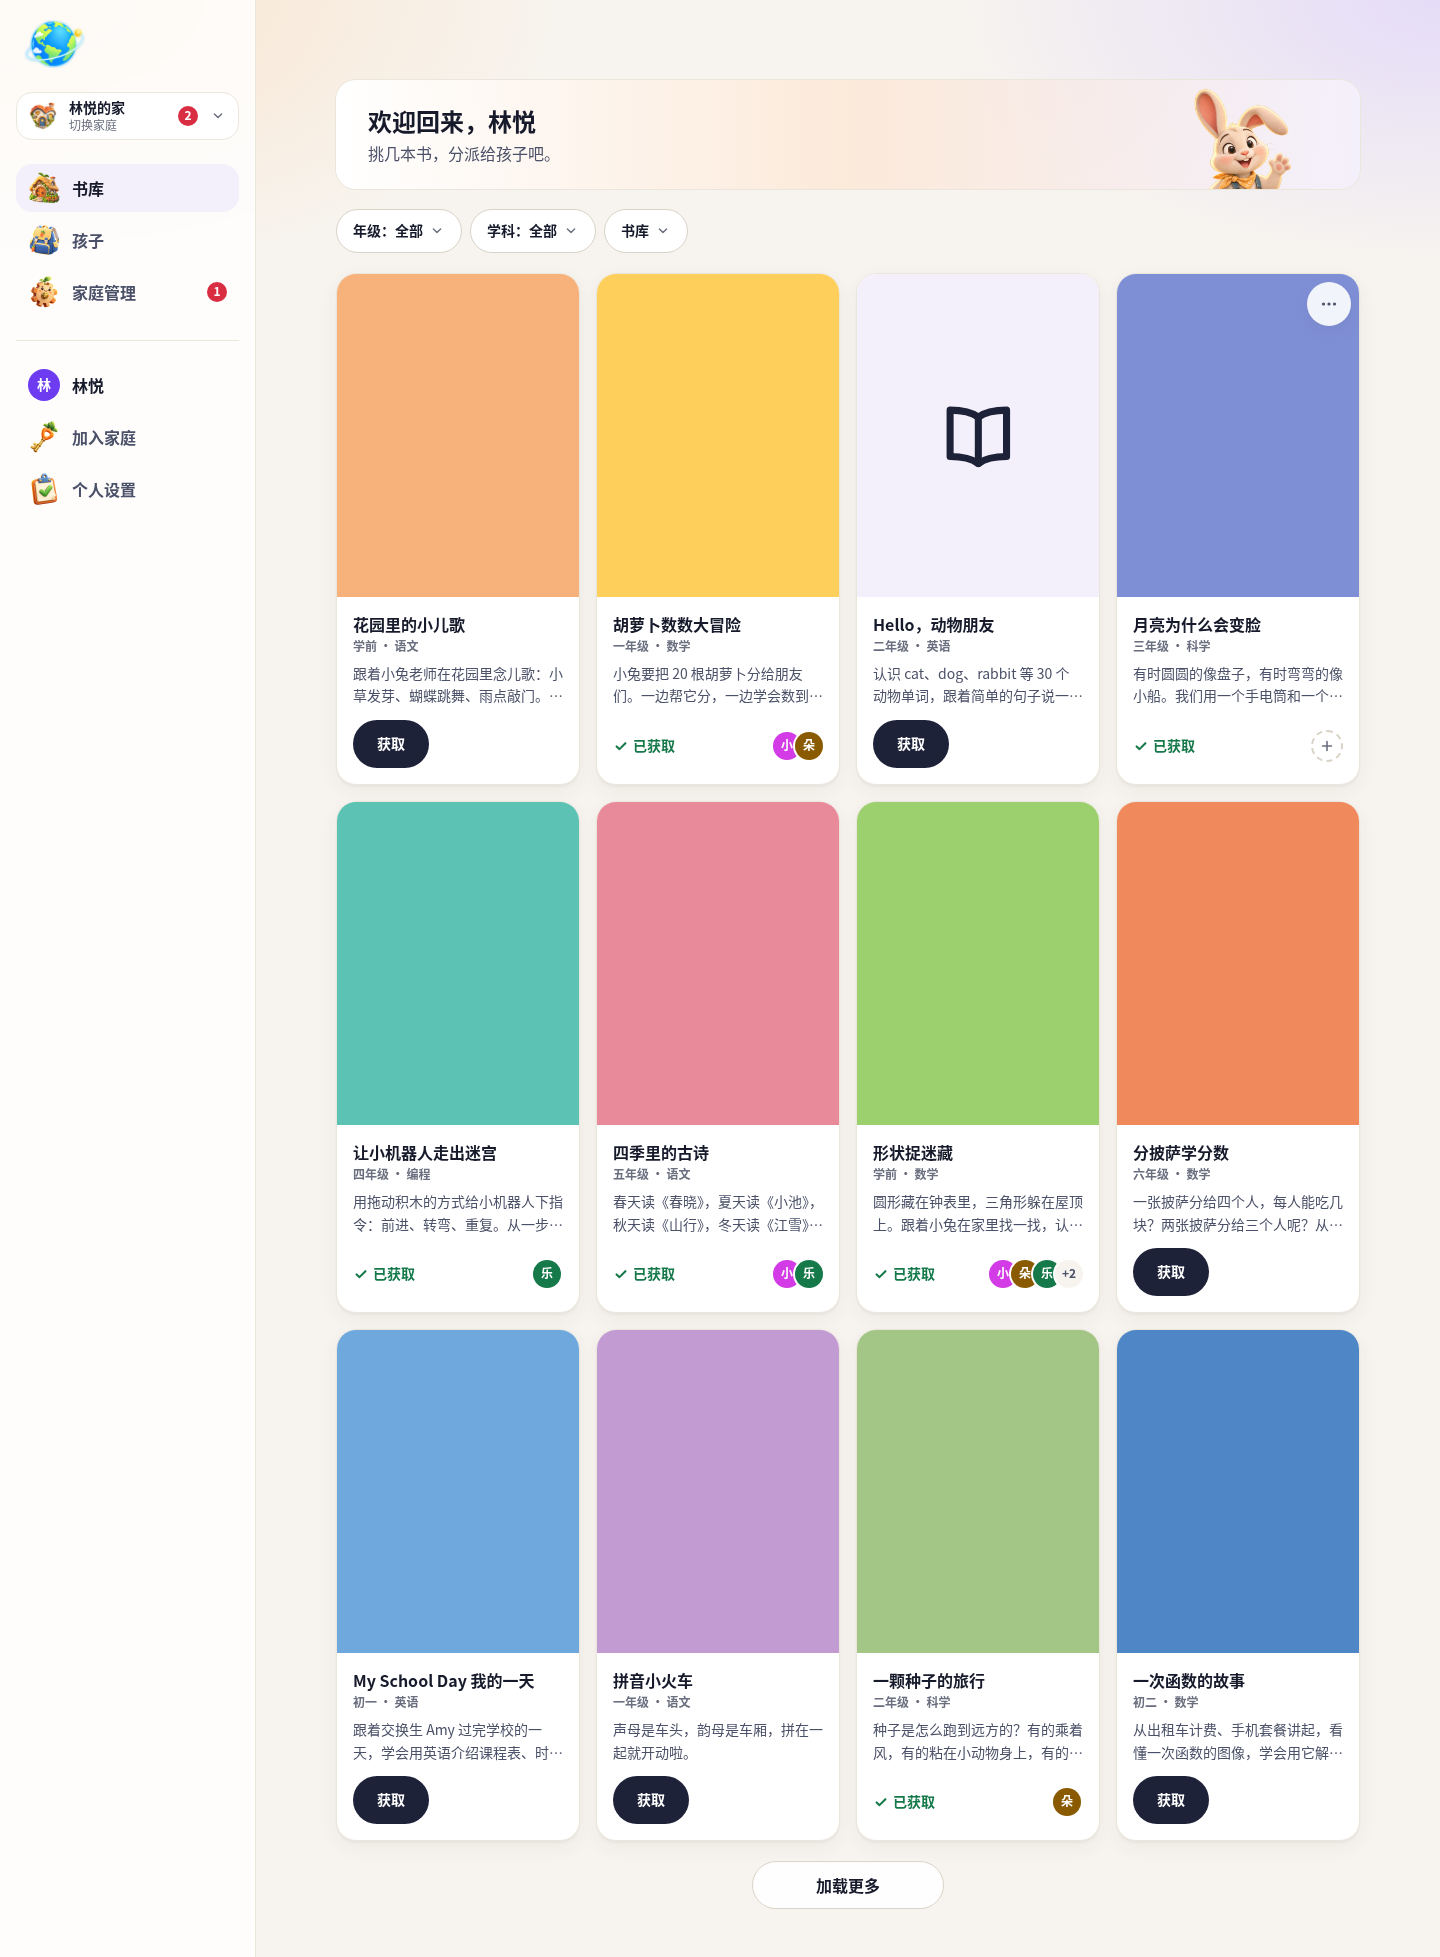 林悦的家
切换家庭
2
书库
孩子
家庭管理
1
林
林悦
加入家庭
个人设置
欢迎回来，林悦
挑几本书，分派给孩子吧。
年级：全部
学科：全部
书库
花园里的小儿歌
学前 · 语文
跟着小兔老师在花园里念儿歌：小
草发芽、蝴蝶跳舞、雨点敲门。…
获取
胡萝卜数数大冒险
一年级 · 数学
小兔要把 20 根胡萝卜分给朋友
们。一边帮它分，一边学会数到…
已获取
小
朵
Hello，动物朋友
二年级 · 英语
认识 cat、dog、rabbit 等 30 个
动物单词，跟着简单的句子说一…
获取
月亮为什么会变脸
三年级 · 科学
有时圆圆的像盘子，有时弯弯的像
小船。我们用一个手电筒和一个…
已获取
让小机器人走出迷宫
四年级 · 编程
用拖动积木的方式给小机器人下指
令：前进、转弯、重复。从一步…
已获取
乐
四季里的古诗
五年级 · 语文
春天读《春晓》，夏天读《小池》，
秋天读《山行》，冬天读《江雪》…
已获取
小
乐
形状捉迷藏
学前 · 数学
圆形藏在钟表里，三角形躲在屋顶
上。跟着小兔在家里找一找，认…
已获取
小
朵
乐
+2
分披萨学分数
六年级 · 数学
一张披萨分给四个人，每人能吃几
块？两张披萨分给三个人呢？从…
获取
My School Day 我的一天
初一 · 英语
跟着交换生 Amy 过完学校的一
天，学会用英语介绍课程表、时…
获取
拼音小火车
一年级 · 语文
声母是车头，韵母是车厢，拼在一
起就开动啦。
获取
一颗种子的旅行
二年级 · 科学
种子是怎么跑到远方的？有的乘着
风，有的粘在小动物身上，有的…
已获取
朵
一次函数的故事
初二 · 数学
从出租车计费、手机套餐讲起，看
懂一次函数的图像，学会用它解…
获取
加载更多